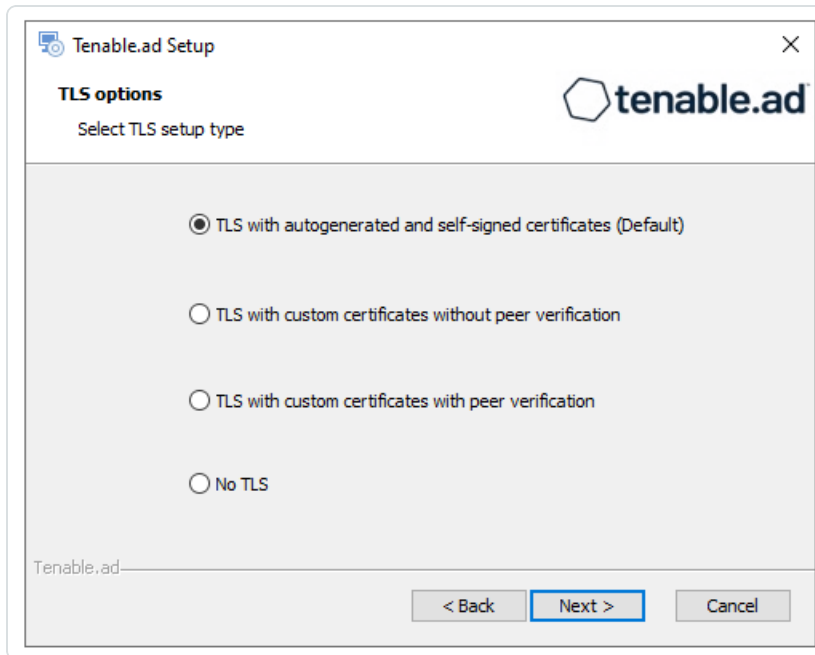 Tenable.ad Setup
TLS options
Select TLS setup type
tenable.ad
TLS with autogenerated and self-signed certificates (Default)
TLS with custom certificates without peer verification
TLS with custom certificates with peer verification
No TLS
Tenable.ad
< Back
Next >
Cancel